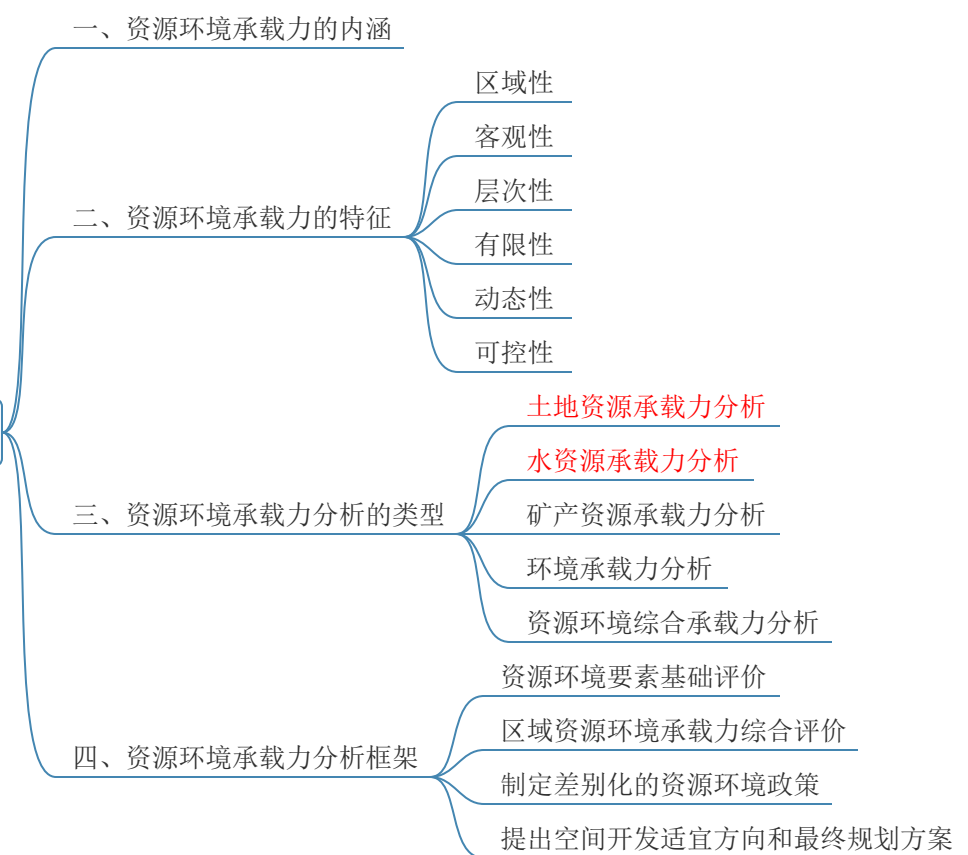 一、资源环境承载力的内涵
二、资源环境承载力的特征
区域性
客观性
层次性
有限性
动态性
可控性
三、资源环境承载力分析的类型
土地资源承载力分析
水资源承载力分析
矿产资源承载力分析
环境承载力分析
资源环境综合承载力分析
四、资源环境承载力分析框架
资源环境要素基础评价
区域资源环境承载力综合评价
制定差别化的资源环境政策
提出空间开发适宜方向和最终规划方案